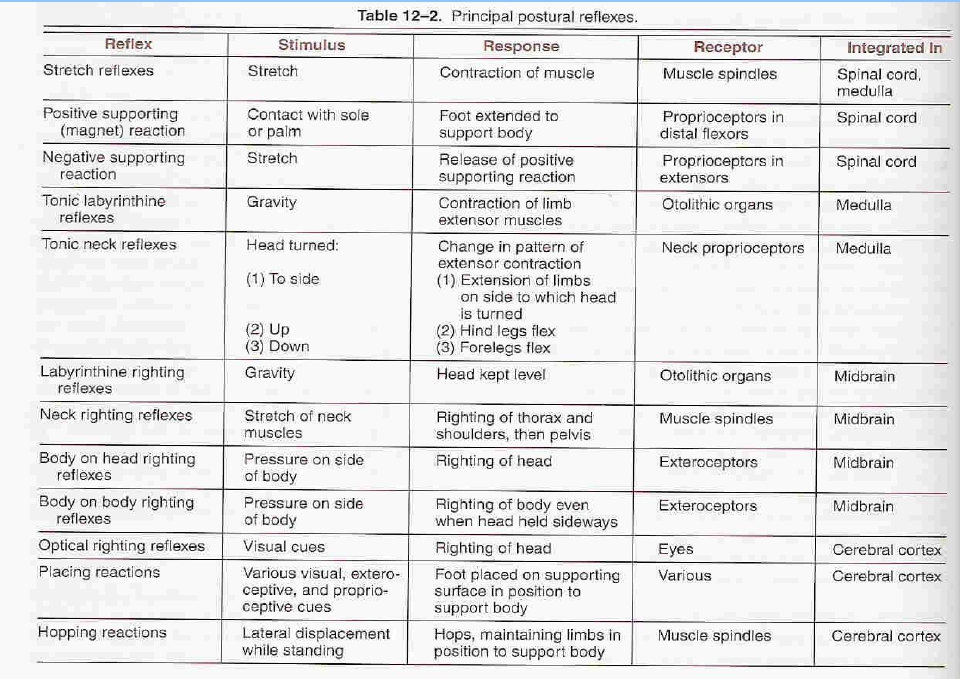 Table 12–2. Principal postural reflexes.
Reflex Stimulus Response Receptor Integrated In
Stretch reflexes Stretch Contraction of muscle Muscle spindles Spinal cord,
medulla
Positive supporting Contact with sole Foot extended to Proprioceptors in Spinal cord
(magnet) reaction or palm support body distal flexors
Negative supporting Stretch Release of positive Proprioceptors in Spinal cord
reaction supporting reaction extensors
Tonic labyrinthine Gravity Contraction of limb Otolithic organs Medulla
reflexes extensor muscles
Tonic neck reflexes Head turned: Change in pattern of Neck proprioceptors Medulla
extensor contraction
(1) To side (1) Extension of limbs
on side to which head
is turned
(2) Up (2) Hind legs flex
(3) Down (3) Forelegs flex
Labyrinthine righting Gravity Head kept level Otolithic organs Midbrain
reflexes
Neck righting reflexes Stretch of neck Righting of thorax and Muscle spindles Midbrain
muscles shoulders, then pelvis
Body on head righting Pressure on side Righting of head Exteroceptors Midbrain
reflexes of body
Body on body righting Pressure on side Righting of body even Exteroceptors Midbrain
reflexes of body when head held sideways
Optical righting reflexes Visual cues Righting of head Eyes Cerebral cortex
Placing reactions Various visual, extero- Foot placed on supporting Various Cerebral cortex
ceptive, and proprio- surface in position to
ceptive cues support body
Hopping reactions Lateral displacement Hops, maintaining limbs in Muscle spindles Cerebral cortex
while standing position to support body